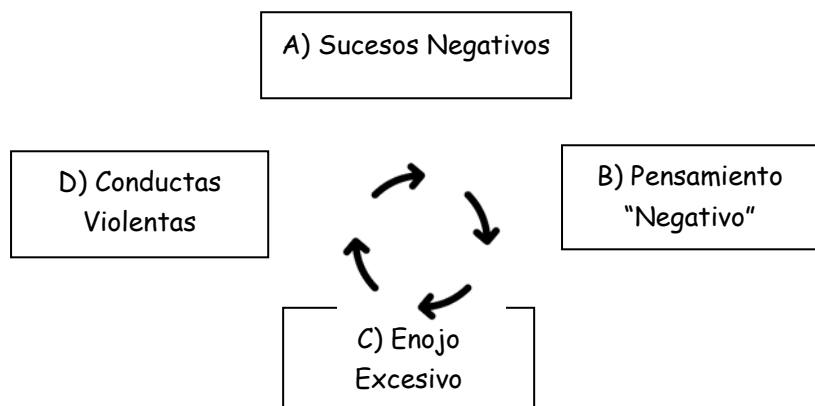 A) Sucesos Negativos
D) Conductas
Violentas
B) Pensamiento
“Negativo”
C) Enojo
Excesivo